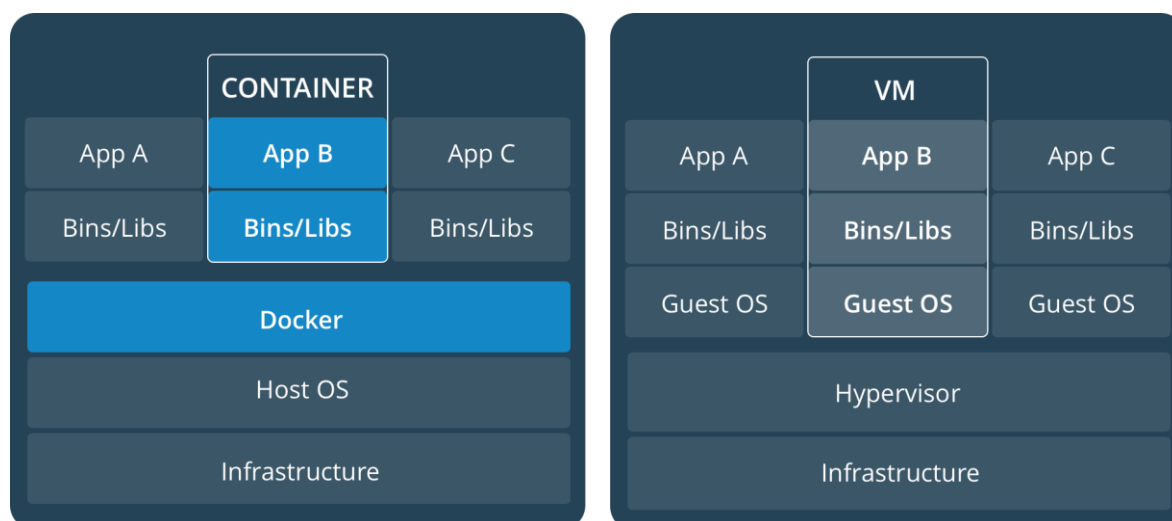 CONTAINER
App A
App B
App C
Bins/Libs
Bins/Libs
Bins/Libs
Docker
Host OS
Infrastructure
VM
App A
App B
App C
Bins/Libs
Bins/Libs
Bins/Libs
Guest OS
Guest OS
Guest OS
Hypervisor
Infrastructure